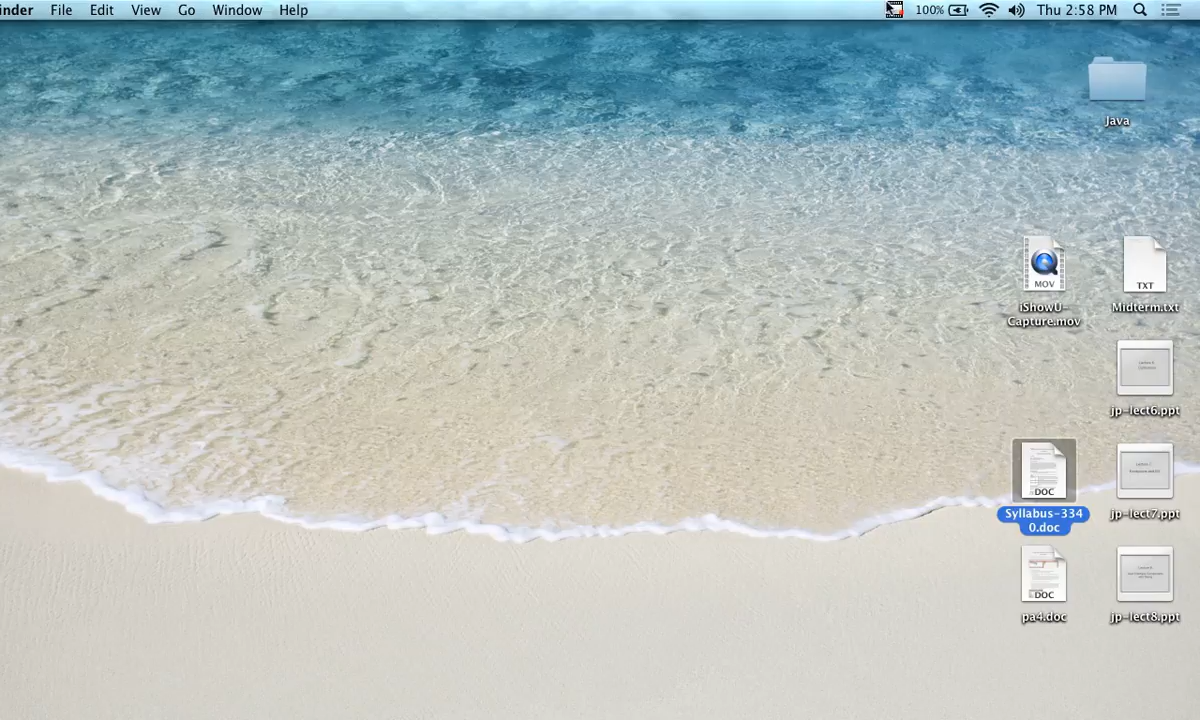 inder File Edit View Go Window Help 100% Thu 2:58 PM
Java
MOV
iShowU-
Capture.mov
TXT
Midterm.txt
jp-lect6.ppt
DOC
Syllabus-334
0.doc
jp-lect7.ppt
DOC
pa4.doc
jp-lect8.ppt